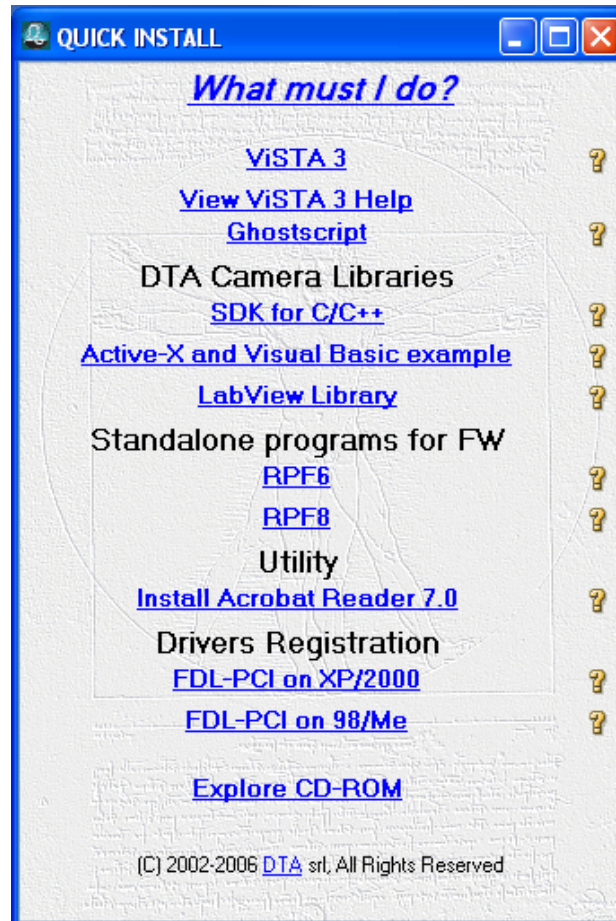 QUICK INSTALL
What must I do?
ViSTA 3
?
View ViSTA 3 Help
Ghostscript
?
DTA Camera Libraries
SDK for C/C++
?
Active-X and Visual Basic example
?
LabView Library
?
Standalone programs for FW
RPF6
?
RPF8
?
Utility
Install Acrobat Reader 7.0
?
Drivers Registration
FDL-PCI on XP/2000
?
FDL-PCI on 98/Me
?
Explore CD-ROM
(C) 2002-2006 DTA srl, All Rights Reserved